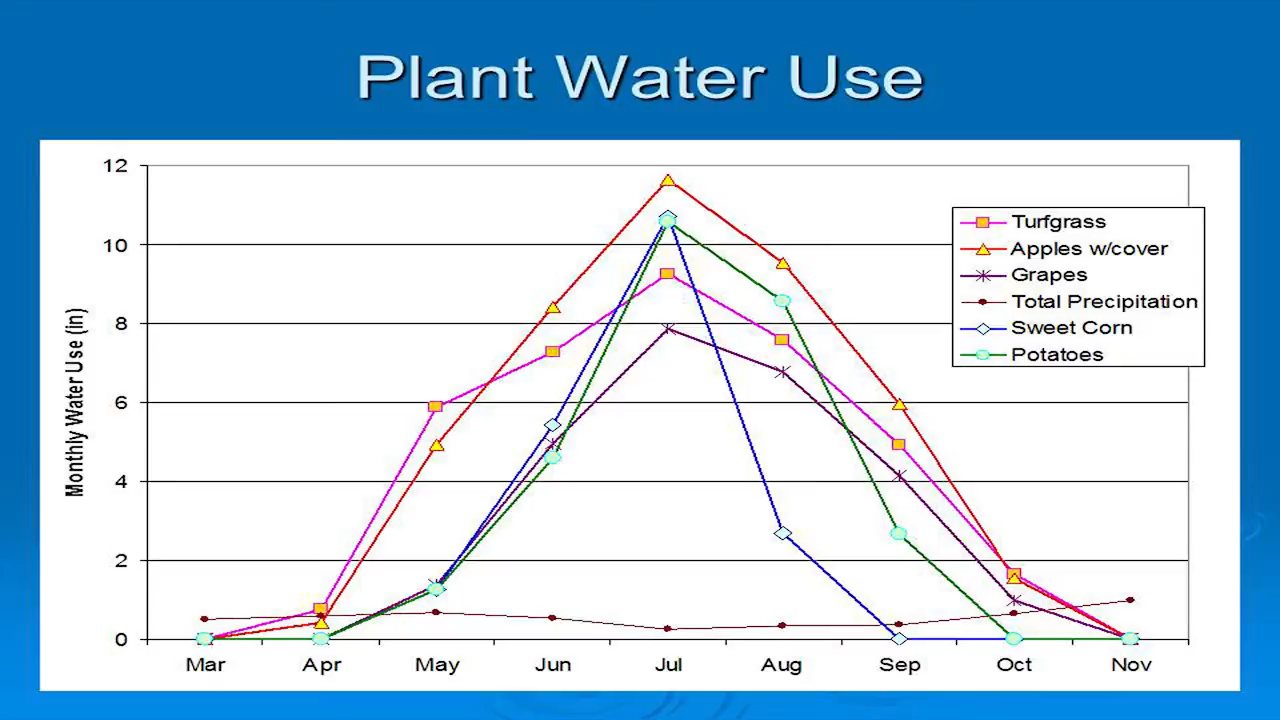 Plant Water Use
Monthly Water Use (in)
12
10
8
6
4
2
0
Mar Apr May Jun Jul Aug Sep Oct Nov
Turfgrass
Apples w/cover
Grapes
Total Precipitation
Sweet Corn
Potatoes